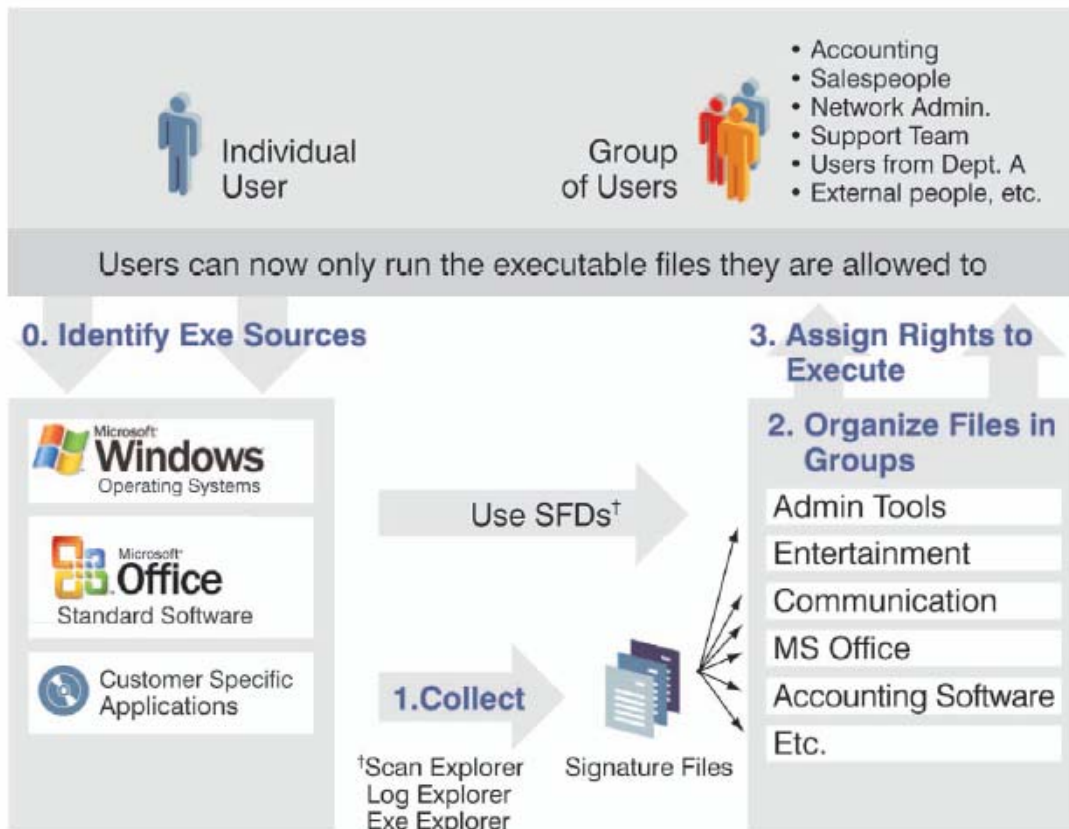 Individual
User
Group
of Users
• Accounting
• Salespeople
• Network Admin.
• Support Team
• Users from Dept. A
• External people, etc.
Users can now only run the executable files they are allowed to
0. Identify Exe Sources
Microsoft
Windows
Operating Systems
Microsoft
Office
Standard Software
Customer Specific
Applications
Use SFDs†
1.Collect
†Scan Explorer
Log Explorer
Exe Explorer
Signature Files
3. Assign Rights to
Execute
2. Organize Files in
Groups
Admin Tools
Entertainment
Communication
MS Office
Accounting Software
Etc.